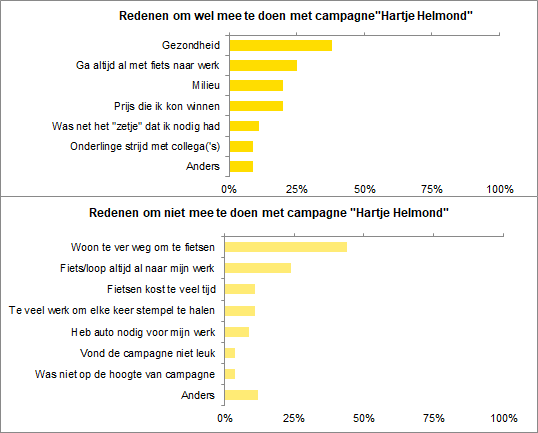 Redenen om wel mee te doen met campagne"Hartje Helmond"
Gezondheid
Ga altijd al met fiets naar werk
Milieu
Prijs die ik kon winnen
Was net het "zetje" dat ik nodig had
Onderlinge strijd met collega('s)
Anders
0% 25% 50% 75% 100%
Redenen om niet mee te doen met campagne "Hartje Helmond"
Woon te ver weg om te fietsen
Fiets/loop altijd al naar mijn werk
Fietsen kost te veel tijd
Te veel werk om elke keer stempel te halen
Heb auto nodig voor mijn werk
Vond de campagne niet leuk
Was niet op de hoogte van campagne
Anders
0% 25% 50% 75% 100%